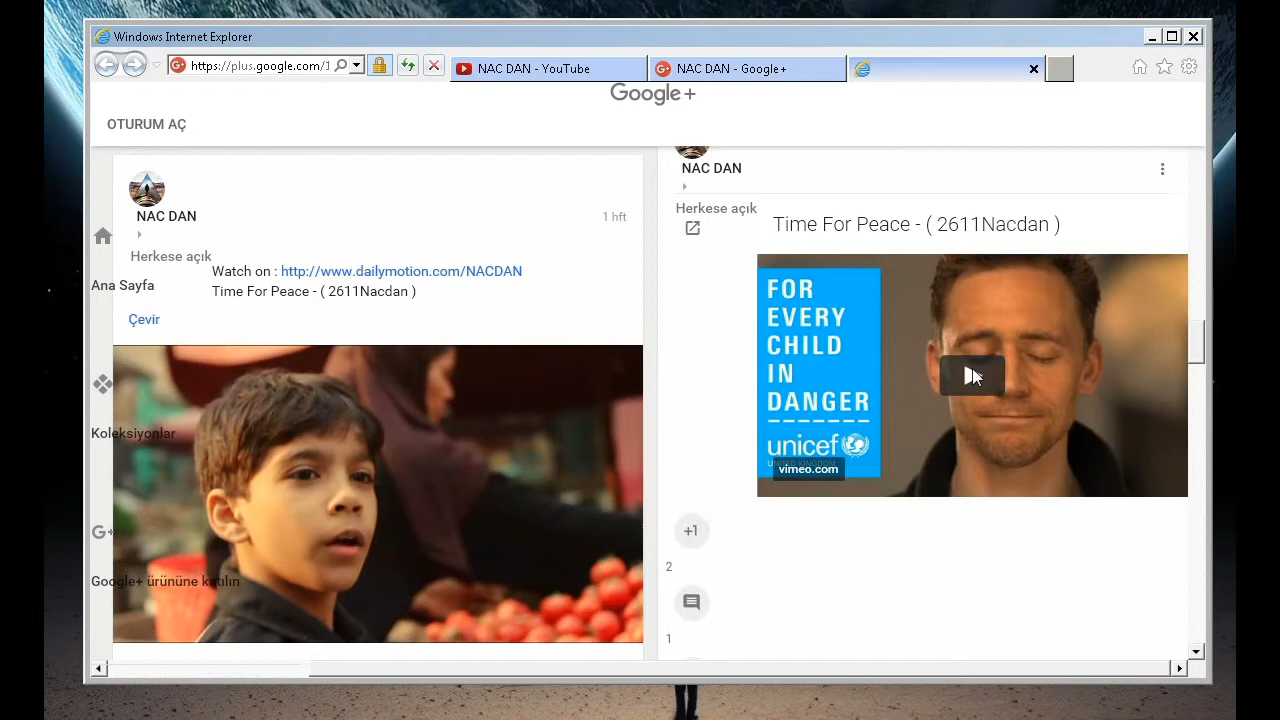 Windows Internet Explorer
https://plus.google.com/1
NAC DAN - YouTube
NAC DAN - Google+
Google+
OTURUM AÇ
NAC DAN
1 hft
Herkese açık
Watch on : http://www.dailymotion.com/NACDAN
Time For Peace - ( 2611Nacdan )
Çevir
Ana Sayfa
Koleksiyonlar
G+
Google+ ürününe katılın
NAC DAN
Herkese açık
Time For Peace - ( 2611Nacdan )
FOR
EVERY
CHILD
IN
DANGER
unicef
UNITED KINGDOM
vimeo.com
+1
2
1